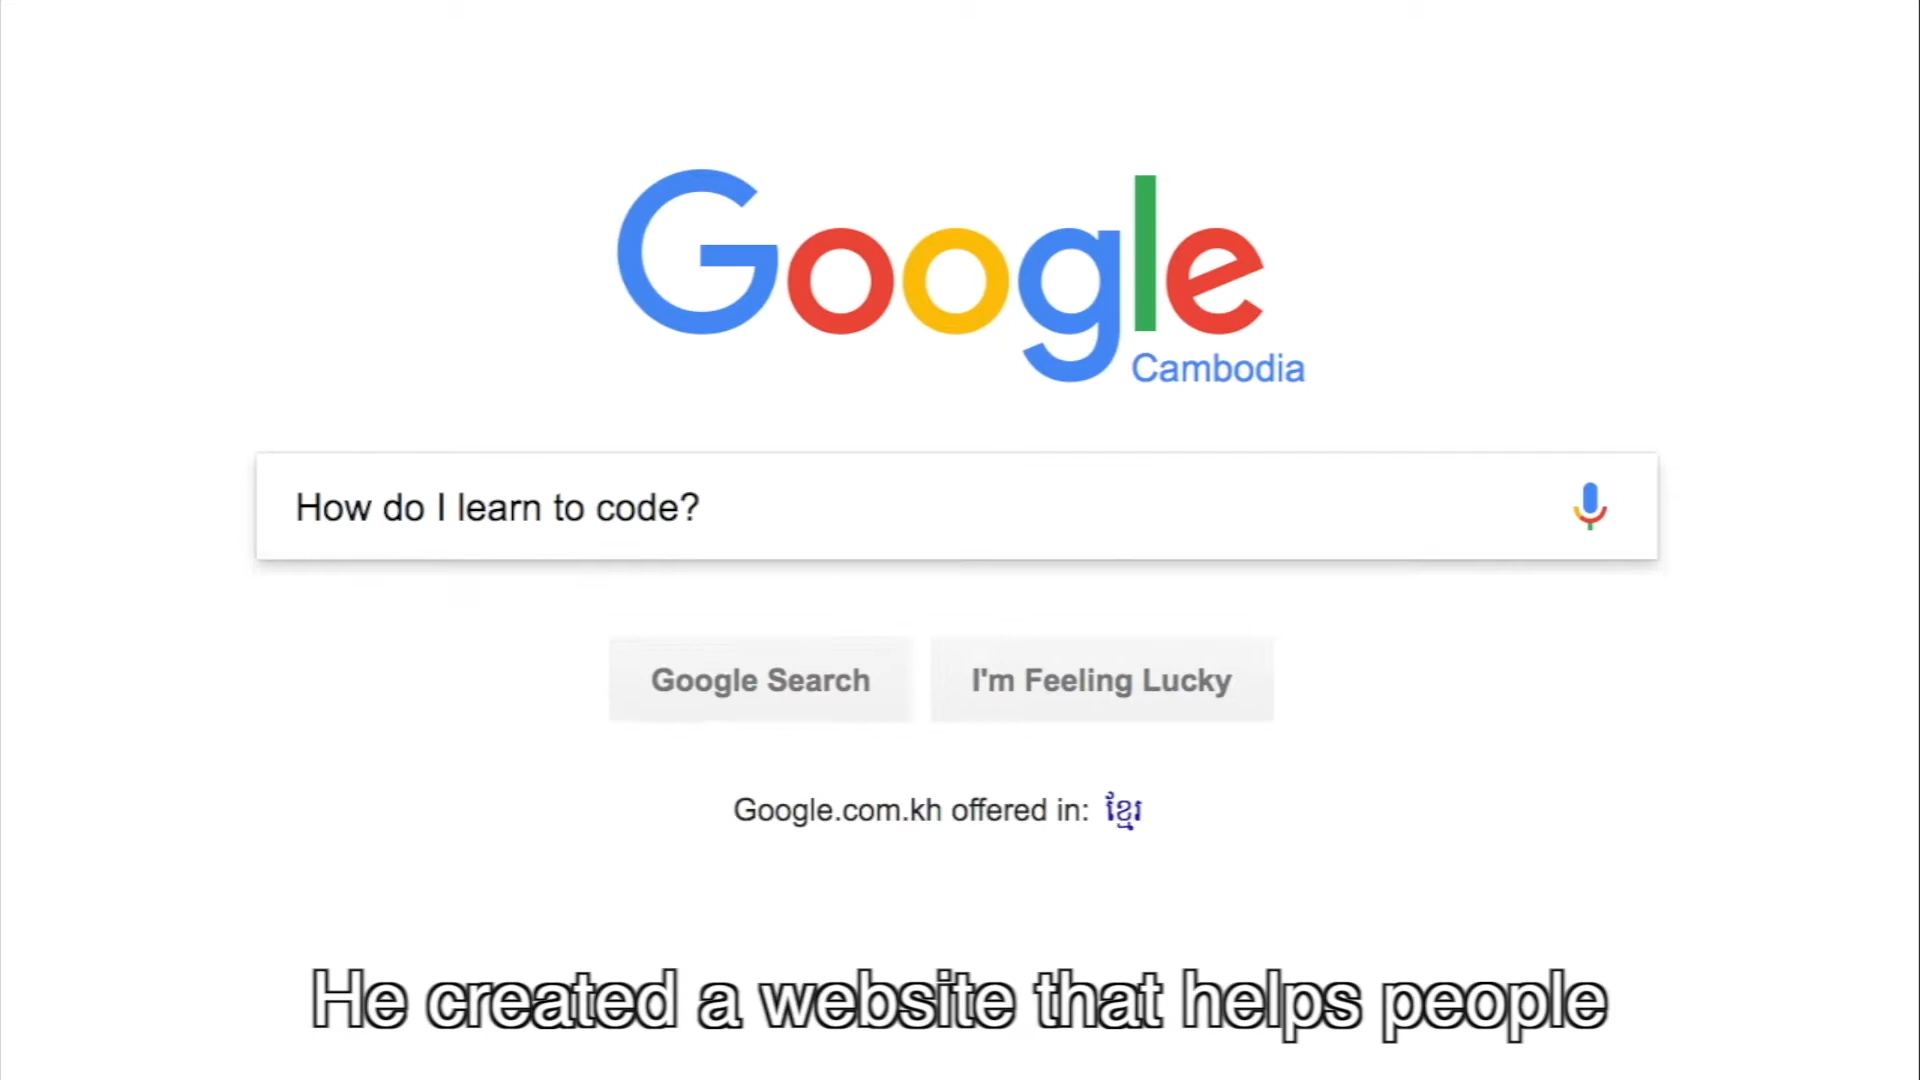 Google
Cambodia
How do I learn to code?
Google Search
I'm Feeling Lucky
Google.com.kh offered in: ខ្មែរ
He created a website that helps people